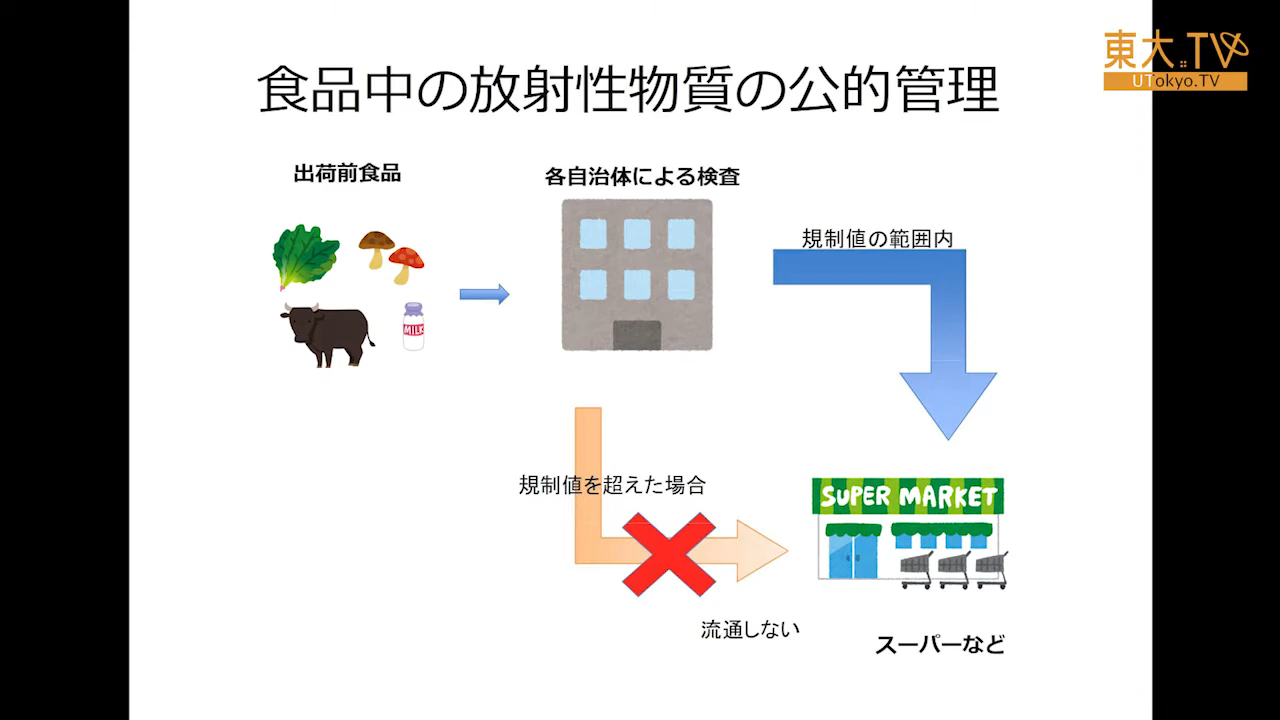 東大TV
UTokyo.TV
食品中の放射性物質の公的管理
出荷前食品
各自治体による検査
規制値の範囲内
MILK
規制値を超えた場合
SUPER MARKET
流通しない
スーパーなど